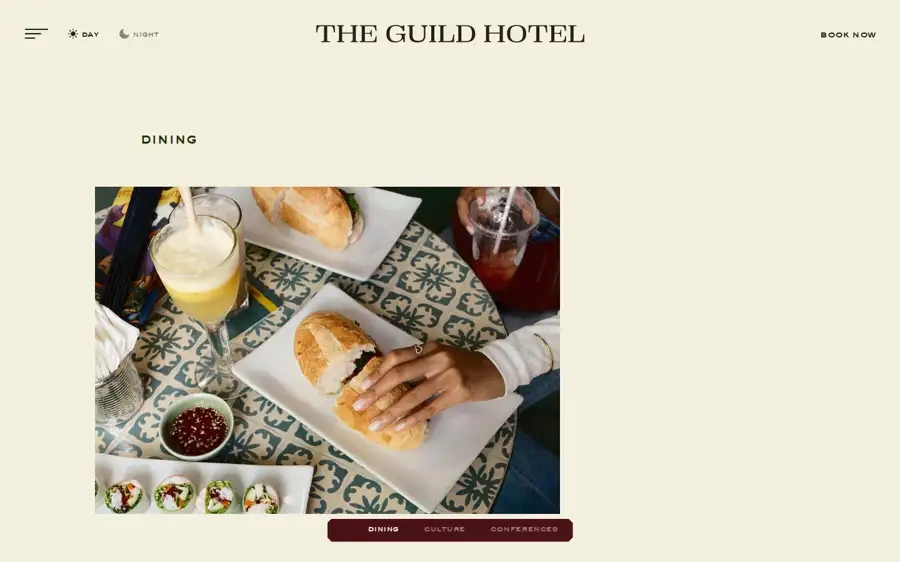 DAY
NIGHT
THE GUILD HOTEL
BOOK NOW
DINING
DINING
CULTURE
CONFERENCES